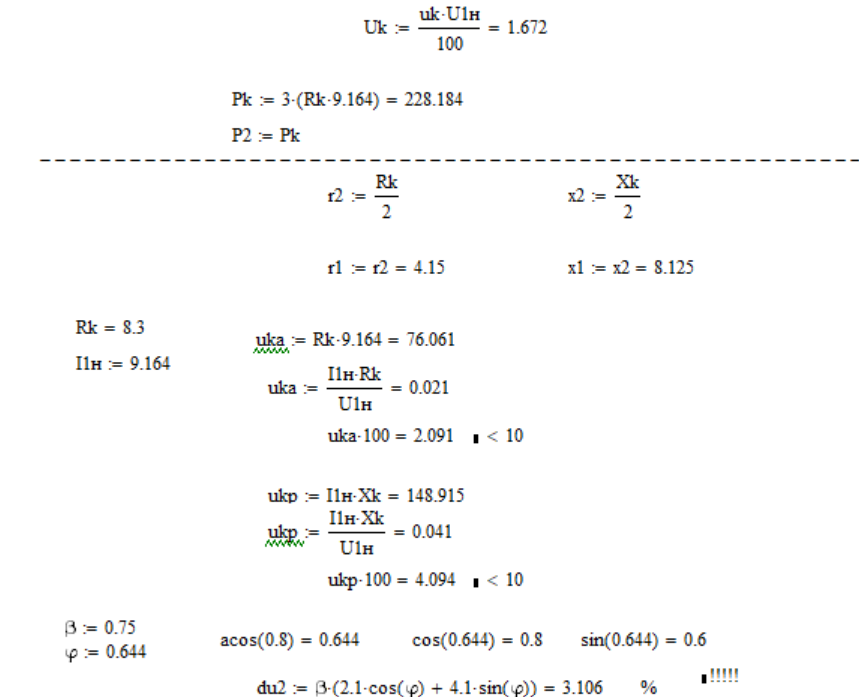 Uk := uk·U1н / 100 = 1.672
Pk := 3·(Rk·9.164) = 228.184
P2 := Pk
r2 := Rk / 2 x2 := Xk / 2
r1 := r2 = 4.15 x1 := x2 = 8.125
Rk = 8.3
uka := Rk·9.164 = 76.061
I1н := 9.164
uka := I1н·Rk / U1н = 0.021
uka·100 = 2.091 ▪ < 10
ukp := I1н·Xk = 148.915
ukp := I1н·Xk / U1н = 0.041
ukp·100 = 4.094 ▪ < 10
β := 0.75
φ := 0.644
acos(0.8) = 0.644 cos(0.644) = 0.8 sin(0.644) = 0.6
du2 := β·(2.1·cos(φ) + 4.1·sin(φ)) = 3.106 % ▪!!!!!